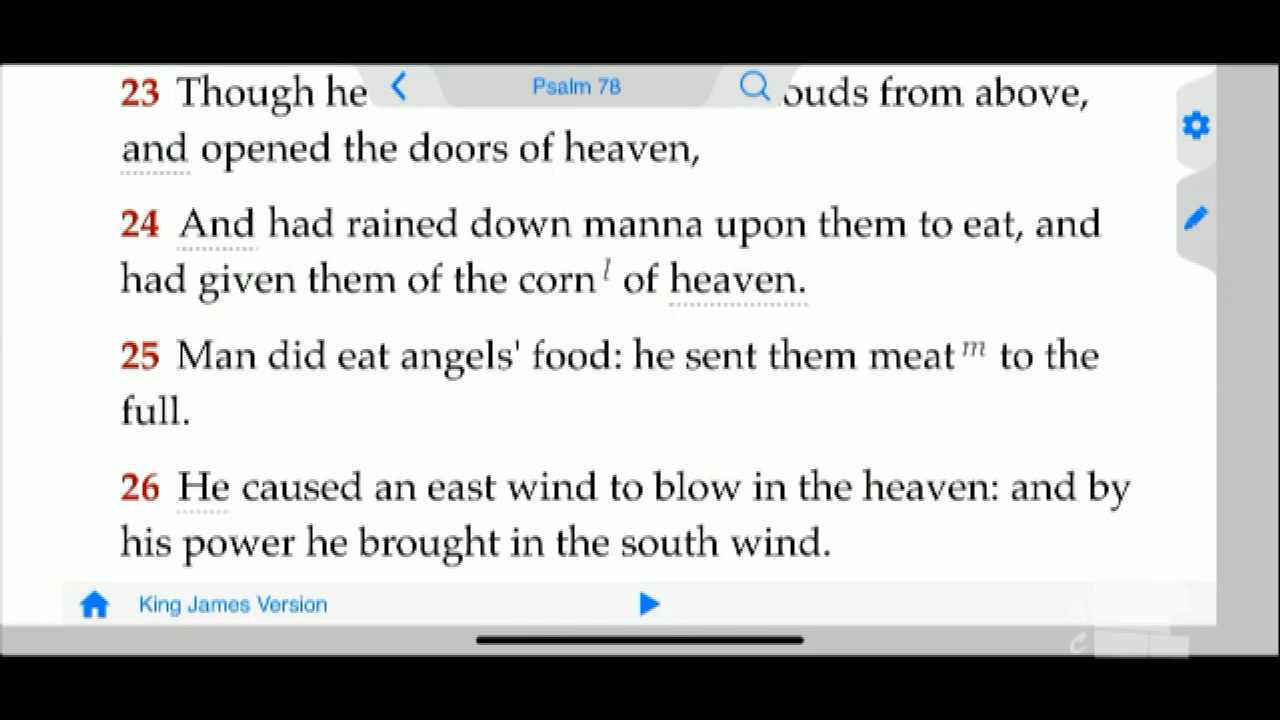 Psalm 78
23 Though he ouds from above,
and opened the doors of heaven,
24 And had rained down manna upon them to eat, and
had given them of the corn l of heaven.
25 Man did eat angels' food: he sent them meat m to the
full.
26 He caused an east wind to blow in the heaven: and by
his power he brought in the south wind.
King James Version